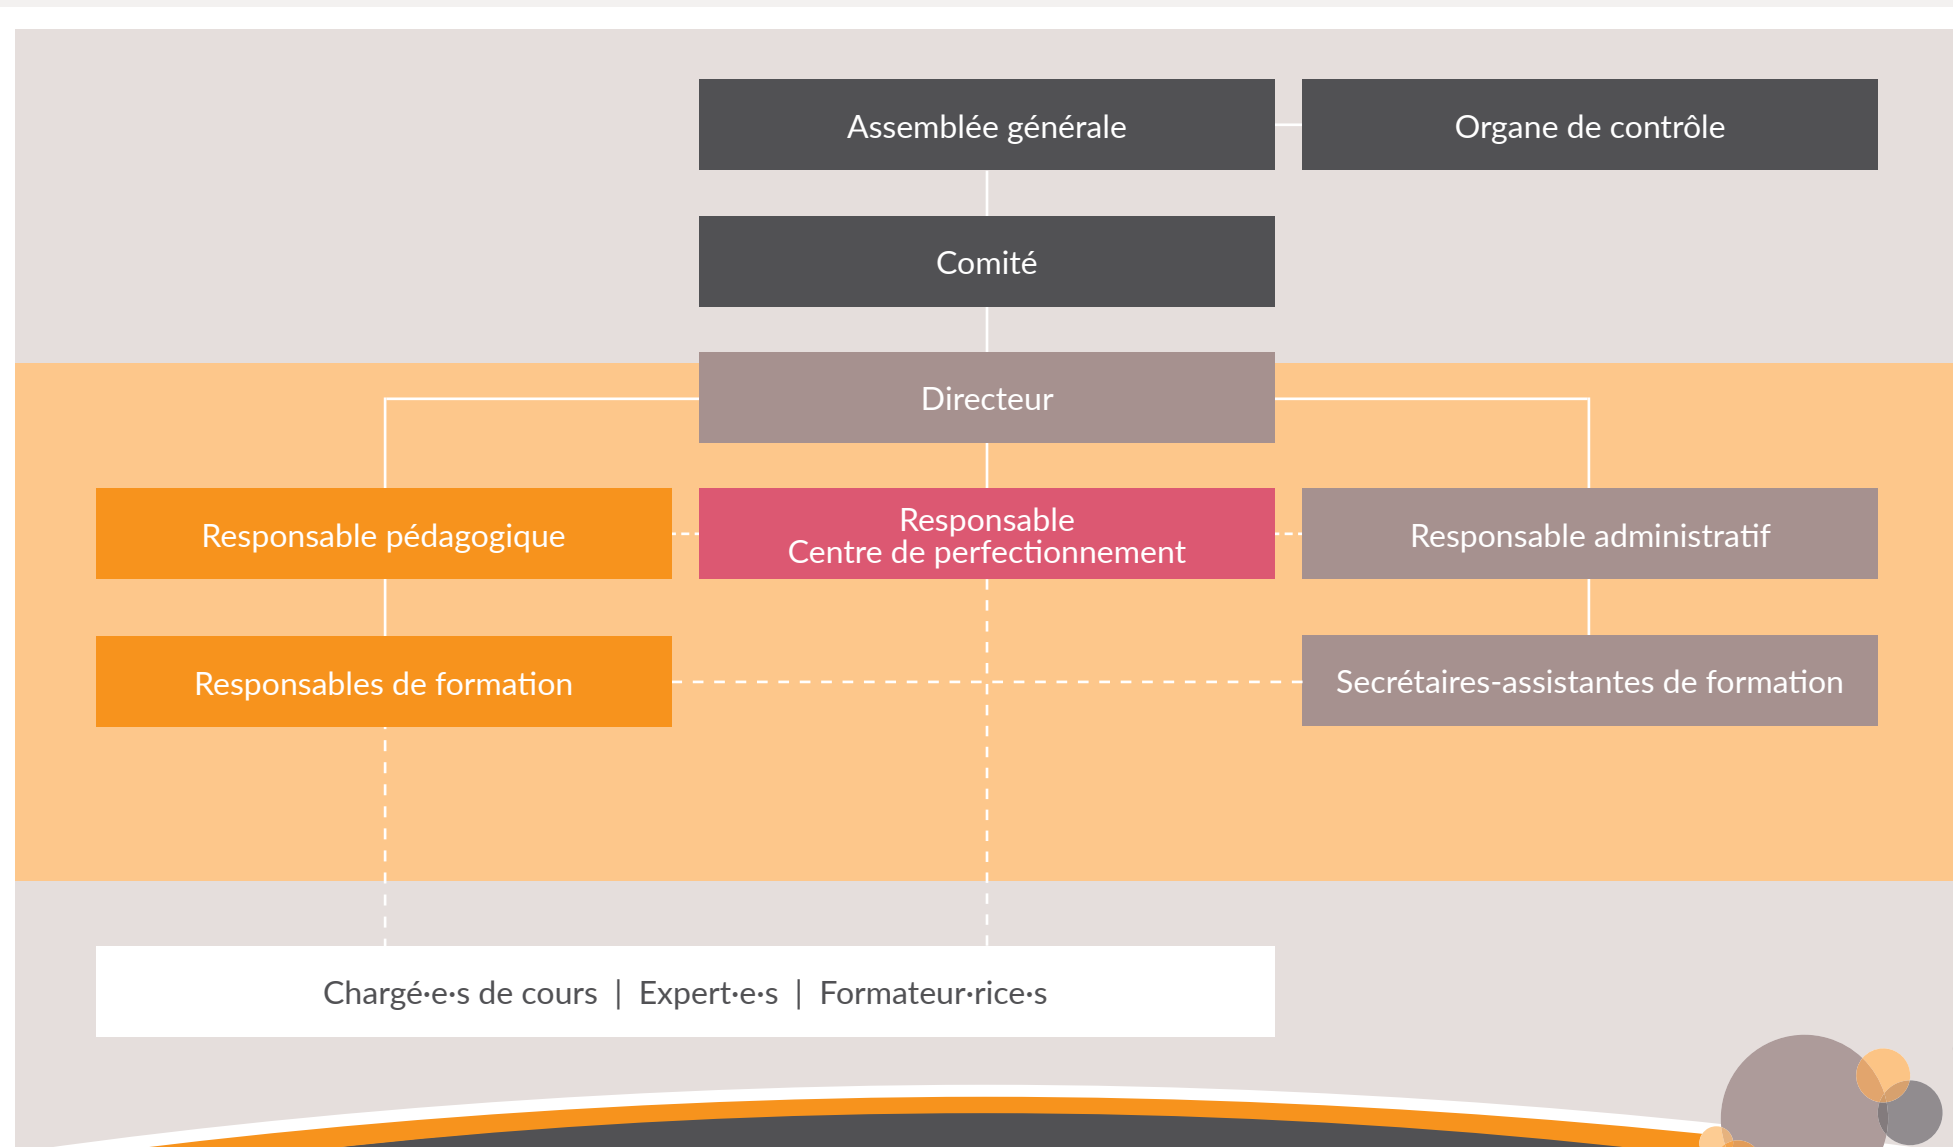 Assemblée générale
Organe de contrôle
Comité
Directeur
Responsable pédagogique
Responsable
Centre de perfectionnement
Responsable administratif
Responsables de formation
Secrétaires-assistantes de formation
Chargé·e·s de cours | Expert·e·s | Formateur·rice·s